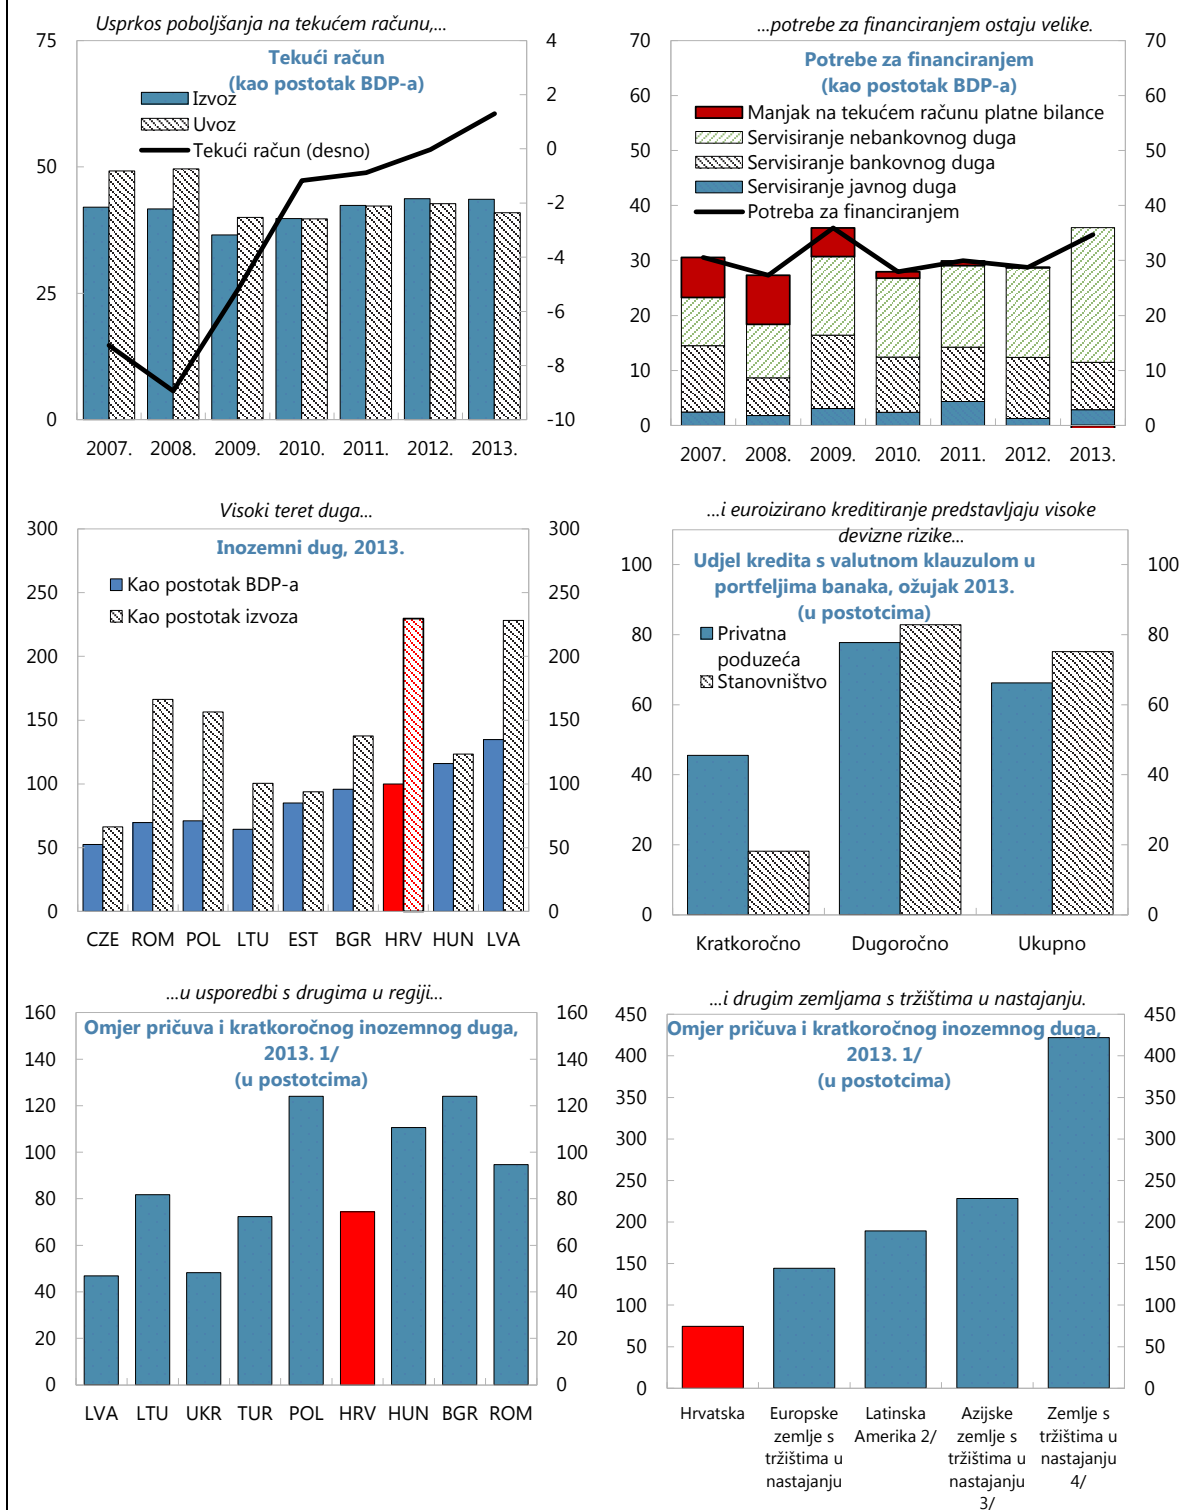 Usprkos poboljšanja na tekućem računu,...
Tekući račun
(kao postotak BDP-a)
Izvoz
Uvoz
Tekući račun (desno)
75
50
25
0
4
2
0
-2
-4
-6
-8
-10
2007. 2008. 2009. 2010. 2011. 2012. 2013.
...potrebe za financiranjem ostaju velike.
Potrebe za financiranjem
(kao postotak BDP-a)
Manjak na tekućem računu platne bilance
Servisiranje nebankovnog duga
Servisiranje bankovnog duga
Servisiranje javnog duga
Potreba za financiranjem
70
60
50
40
30
20
10
0
70
60
50
40
30
20
10
0
2007. 2008. 2009. 2010. 2011. 2012. 2013.
Visoki teret duga...
Inozemni dug, 2013.
Kao postotak BDP-a
Kao postotak izvoza
300
250
200
150
100
50
0
300
250
200
150
100
50
0
CZE ROM POL LTU EST BGR HRV HUN LVA
...i euroizirano kreditiranje predstavljaju visoke
devizne rizike...
Udjel kredita s valutnom klauzulom u
portfeljima banaka, ožujak 2013.
(u postotcima)
Privatna
poduzeća
Stanovništvo
100
80
60
40
20
0
100
80
60
40
20
0
Kratkoročno Dugoročno Ukupno
...u usporedbi s drugima u regiji...
Omjer pričuva i kratkoročnog inozemnog duga,
2013. 1/
(u postotcima)
160
140
120
100
80
60
40
20
0
160
140
120
100
80
60
40
20
0
LVA LTU UKR TUR POL HRV HUN BGR ROM
...i drugim zemljama s tržištima u nastajanju.
Omjer pričuva i kratkoročnog inozemnog duga,
2013. 1/
(u postotcima)
450
400
350
300
250
200
150
100
50
0
450
400
350
300
250
200
150
100
50
0
Hrvatska
Europske
zemlje s
tržištima u
nastajanju
Latinska
Amerika 2/
Azijske
zemlje s
tržištima u
nastajanju
3/
Zemlje s
tržištima u
nastajanju
4/